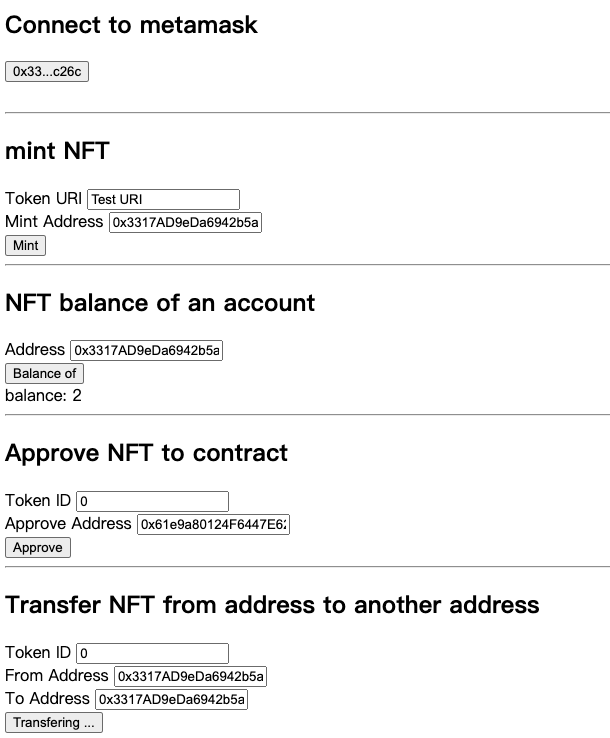 Connect to metamask
0x33...c26c
mint NFT
Token URI Test URI
Mint Address 0x3317AD9eDa6942b5a
Mint
NFT balance of an account
Address 0x3317AD9eDa6942b5a
Balance of
balance: 2
Approve NFT to contract
Token ID 0
Approve Address 0x61e9a80124F6447E62
Approve
Transfer NFT from address to another address
Token ID 0
From Address 0x3317AD9eDa6942b5a
To Address 0x3317AD9eDa6942b5a
Transfering ...